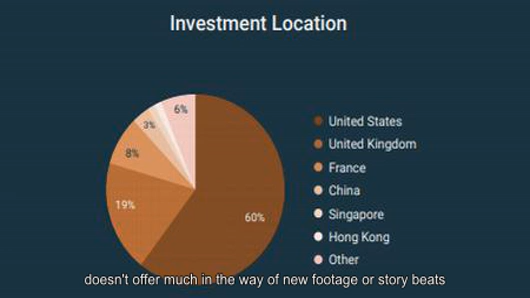 Investment Location
6%
3%
8%
19%
60%
United States
United Kingdom
France
China
Singapore
Hong Kong
Other
doesn't offer much in the way of new footage or story beats